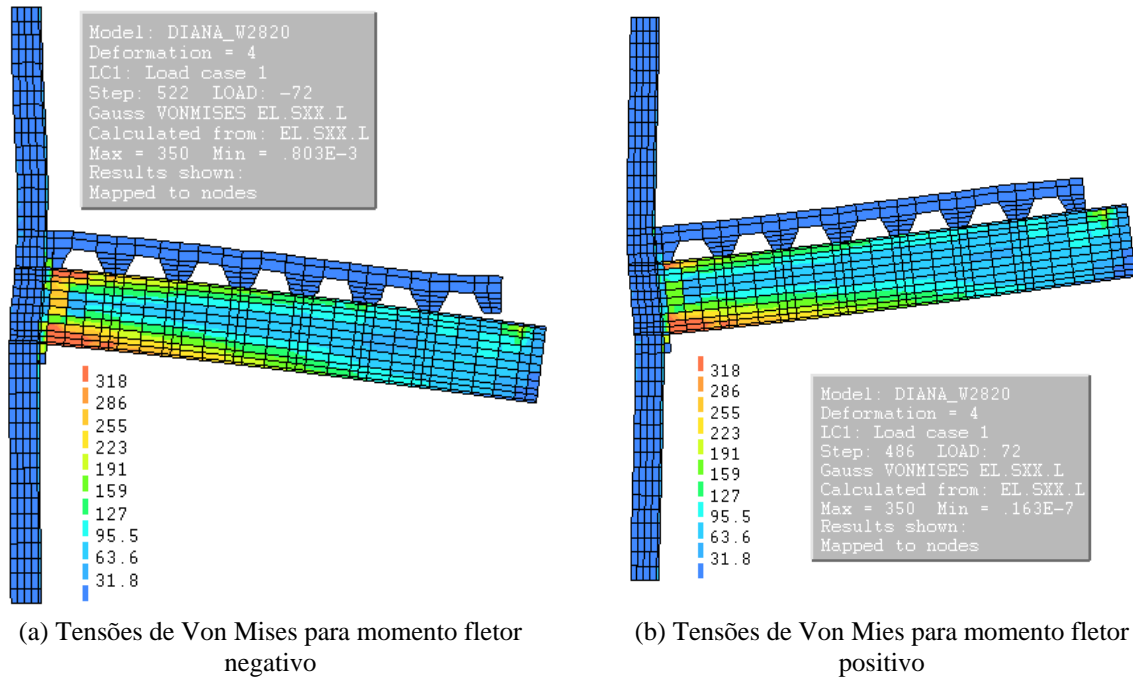 Model: DIANA_W2820
Deformation = 4
LC1: Load case 1
Step: 522 LOAD: -72
Gauss VONMISES EL.SXX.L
Calculated from: EL.SXX.L
Max = 350 Min = .803E-3
Results shown:
Mapped to nodes
318
286
255
223
191
159
127
95.5
63.6
31.8
(a) Tensões de Von Mises para momento fletor
negativo
318
286
255
223
191
159
127
95.5
63.6
31.8
Model: DIANA_W2820
Deformation = 4
LC1: Load case 1
Step: 486 LOAD: 72
Gauss VONMISES EL.SXX.L
Calculated from: EL.SXX.L
Max = 350 Min = .163E-7
Results shown:
Mapped to nodes
(b) Tensões de Von Mies para momento fletor
positivo